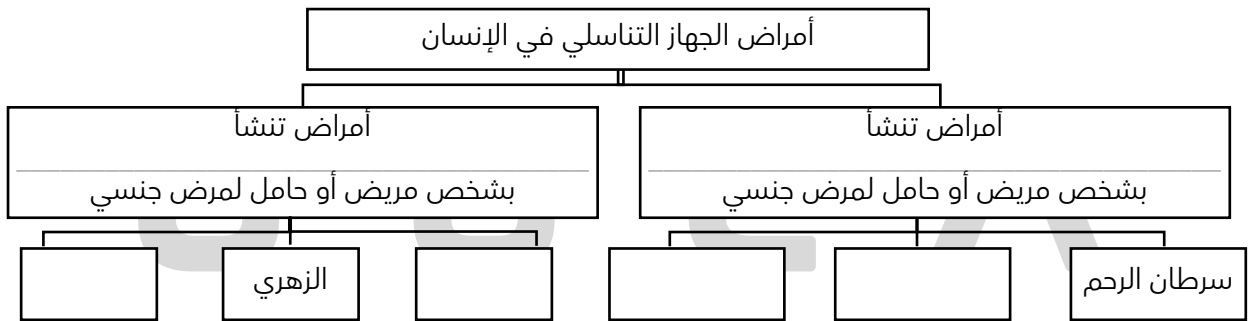 أمراض الجهاز التناسلي في الإنسان
أمراض تنشأ
بشخص مريض أو حامل لمرض جنسي
أمراض تنشأ
بشخص مريض أو حامل لمرض جنسي
سرطان الرحم
الزهري